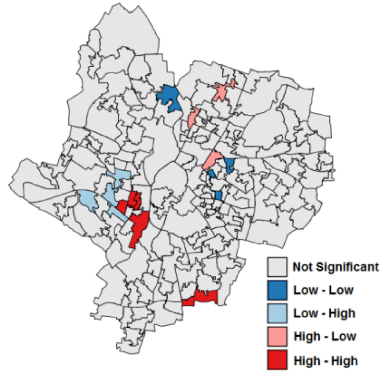 Not Significant
Low - Low
Low - High
High - Low
High - High